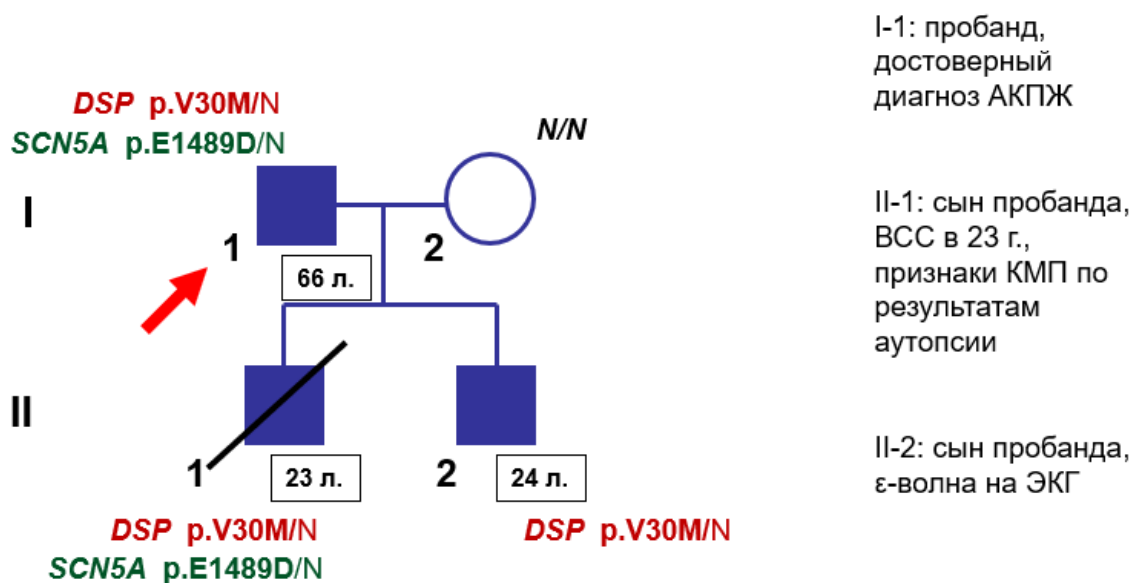 DSP p.V30M/N
SCN5A p.E1489D/N
N/N
I
1
2
66 л.
II
1
23 л.
2
24 л.
DSP p.V30M/N
DSP p.V30M/N
SCN5A p.E1489D/N
I-1: пробанд,
достоверный
диагноз АКПЖ
II-1: сын пробанда,
ВСС в 23 г.,
признаки КМП по
результатам
аутопсии
II-2: сын пробанда,
ε-волна на ЭКГ